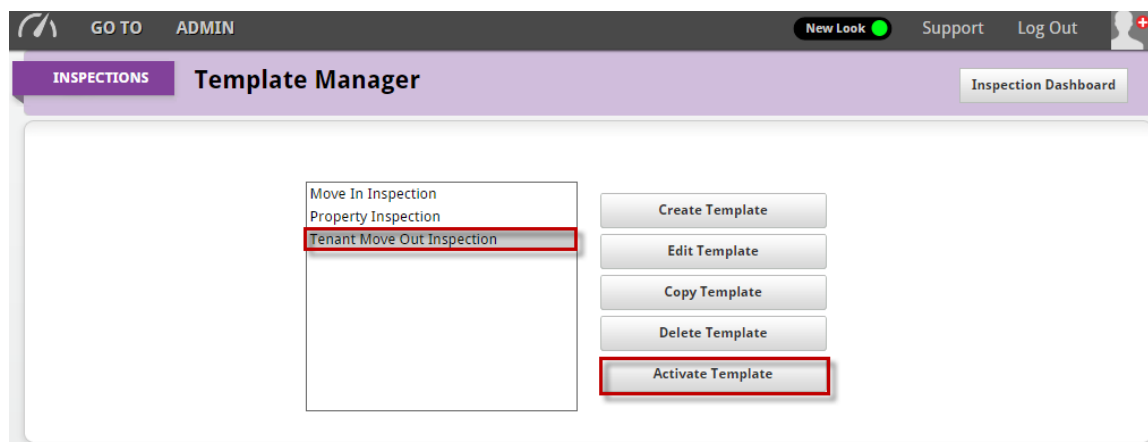 GO TO ADMIN New Look Support Log Out
INSPECTIONS Template Manager Inspection Dashboard
Move In Inspection
Property Inspection
Tenant Move Out Inspection
Create Template
Edit Template
Copy Template
Delete Template
Activate Template